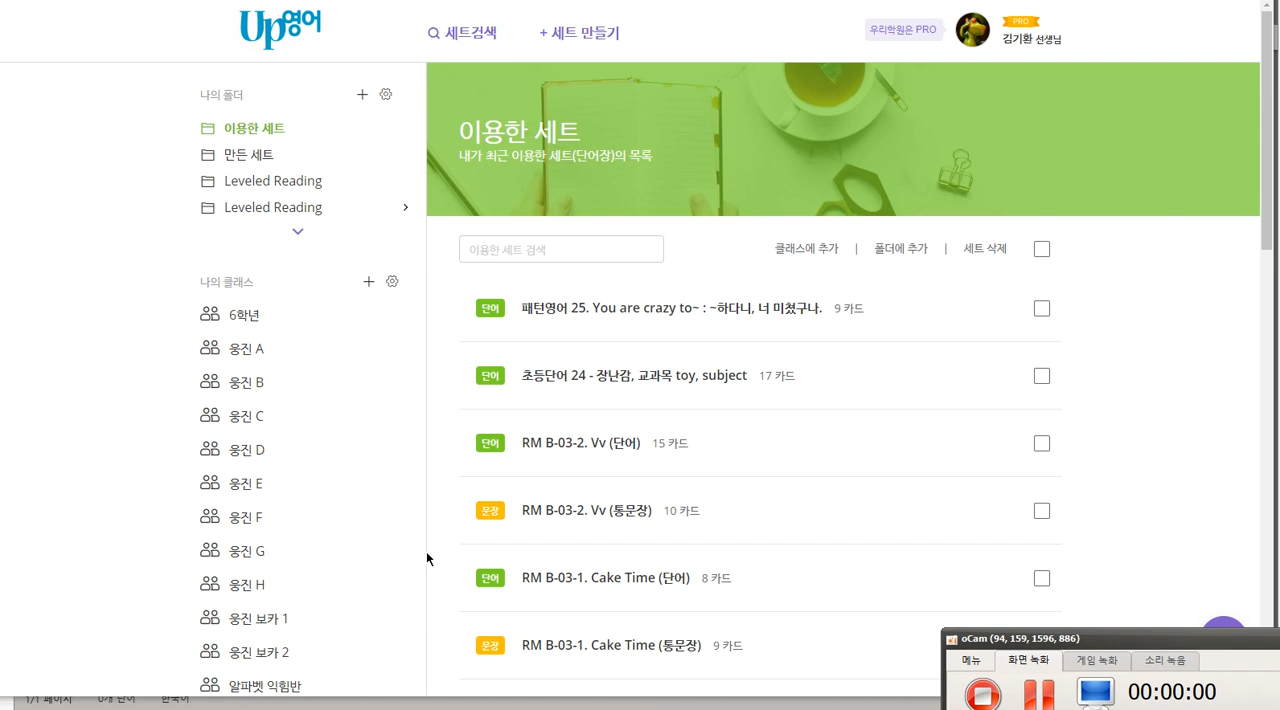 Up영어
세트검색
+ 세트 만들기
우리학원은 PRO
PRO
김기환 선생님
나의 폴더
이용한 세트
만든 세트
Leveled Reading
Leveled Reading
나의 클래스
6학년
웅진 A
웅진 B
웅진 C
웅진 D
웅진 E
웅진 F
웅진 G
웅진 H
웅진 보카 1
웅진 보카 2
알파벳 익힘반
이용한 세트
내가 최근 이용한 세트(단어장)의 목록
이용한 세트 검색
클래스에 추가 | 폴더에 추가 | 세트 삭제
단어 패턴영어 25. You are crazy to~ : ~하다니, 너 미쳤구나. 9 카드
단어 초등단어 24 - 장난감, 교과목 toy, subject 17 카드
단어 RM B-03-2. Vv (단어) 15 카드
문장 RM B-03-2. Vv (통문장) 10 카드
단어 RM B-03-1. Cake Time (단어) 8 카드
문장 RM B-03-1. Cake Time (통문장) 9 카드
oCam (94, 159, 1596, 886)
메뉴 화면 녹화 게임 녹화 소리 녹음
00:00:00
1/1 페이지 0개 단어 한국어